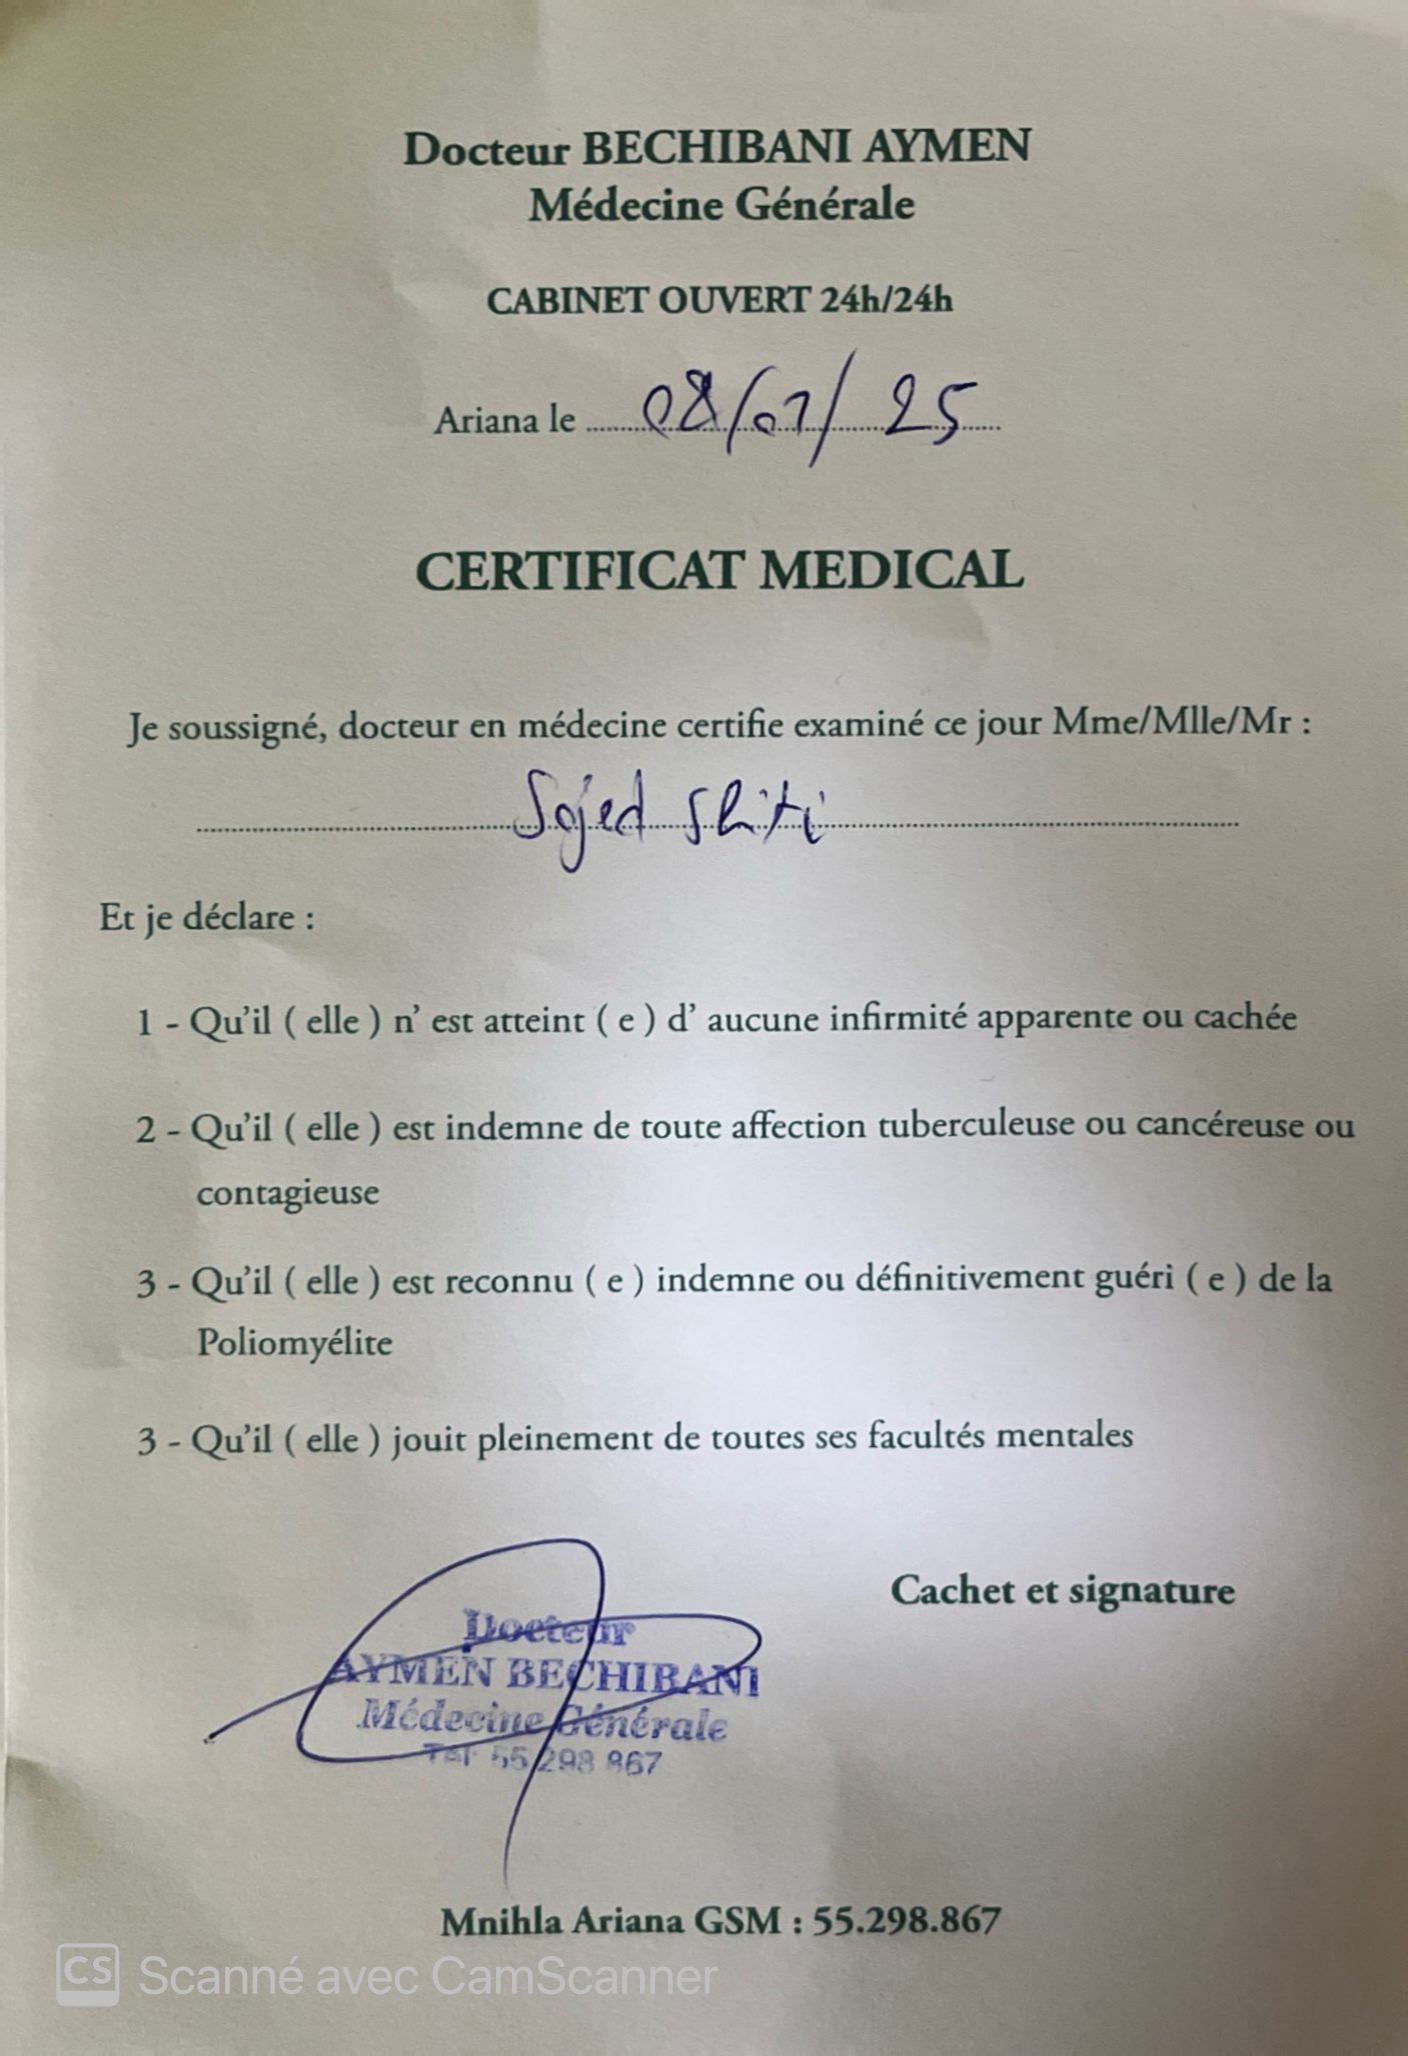 Docteur BECHIBANI AYMEN
Médecine Générale
CABINET OUVERT 24h/24h
Ariana le 08/01/25
CERTIFICAT MEDICAL
Je soussigné, docteur en médecine certifie examiné ce jour Mme/Mlle/Mr :
Sajed Shiti
Et je déclare :
1 - Qu'il ( elle ) n' est atteint ( e ) d' aucune infirmité apparente ou cachée
2 - Qu'il ( elle ) est indemne de toute affection tuberculeuse ou cancéreuse ou
contagieuse
3 - Qu'il ( elle ) est reconnu ( e ) indemne ou définitivement guéri ( e ) de la
Poliomyélite
3 - Qu'il ( elle ) jouit pleinement de toutes ses facultés mentales
Cachet et signature
Docteur
AYMEN BECHIBANI
Médecine Générale
Tél 55 298 867
Mnihla Ariana GSM : 55.298.867
CS Scanné avec CamScanner